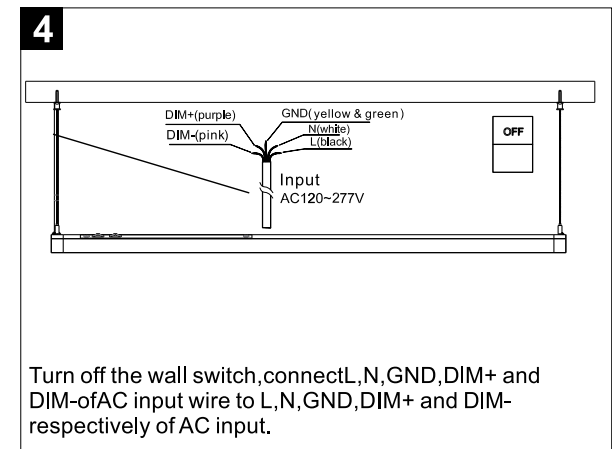 4
DIM+(purple)
GND(yellow & green)
DIM-(pink)
N(white)
L(black)
OFF
Input
AC120~277V
Turn off the wall switch,connectL,N,GND,DIM+ and
DIM-ofAC input wire to L,N,GND,DIM+ and DIM-
respectively of AC input.